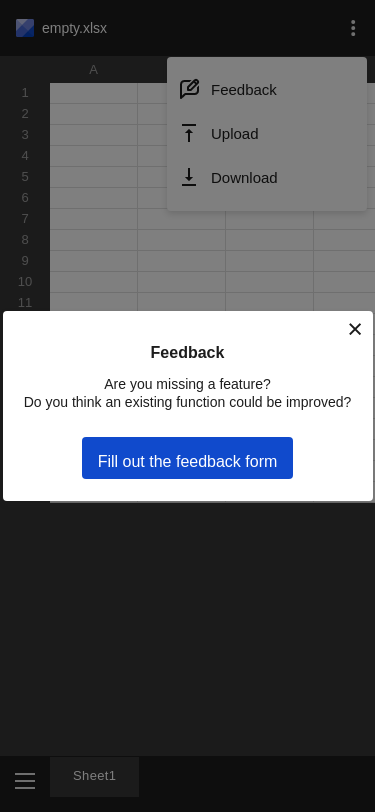 empty.xlsx
A
Feedback
Upload
Download
1
2
3
4
5
6
7
8
9
10
11
Feedback
Are you missing a feature?
Do you think an existing function could be improved?
Fill out the feedback form
Sheet1